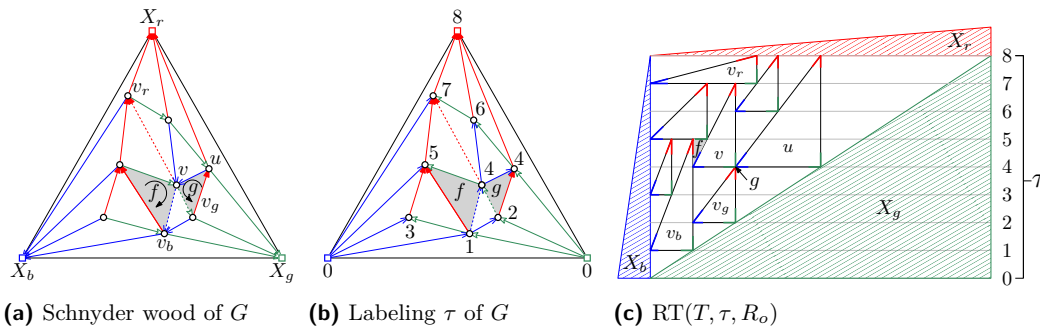 X_r
v_r
u
v
f
g
v_g
v_b
X_b
X_g
(a) Schnyder wood of G
8
7
6
5
4
4
f
g
3
2
1
0
0
(b) Labeling τ of G
X_r
8
v_r
7
6
5
f
v
u
4
g
3
v_g
X_g
2
v_b
1
X_b
0
τ
(c) RT(T, τ, R_o)